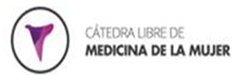 CÁTEDRA LIBRE DE
MEDICINA DE LA MUJER